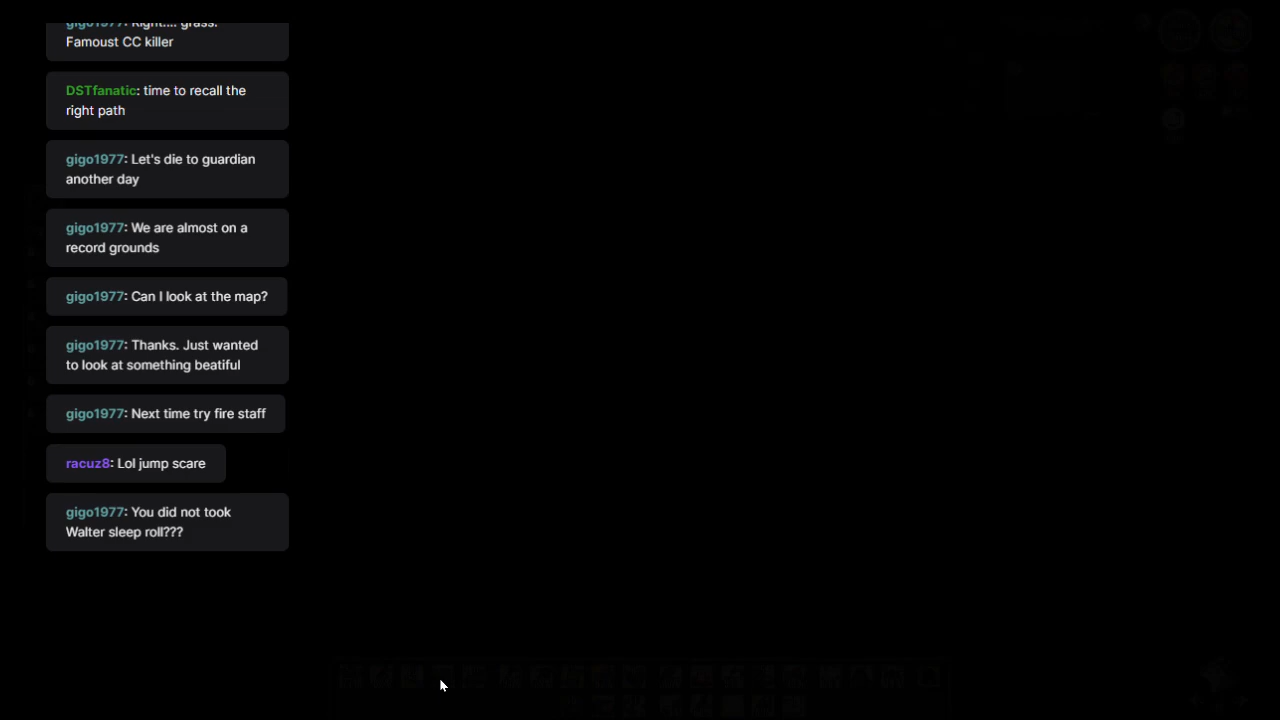 gigo1977: Right.... grass.
Famoust CC killer
DSTfanatic: time to recall the
right path
gigo1977: Let's die to guardian
another day
gigo1977: We are almost on a
record grounds
gigo1977: Can I look at the map?
gigo1977: Thanks. Just wanted
to look at something beatiful
gigo1977: Next time try fire staff
racuz8: Lol jump scare
gigo1977: You did not took
Walter sleep roll???